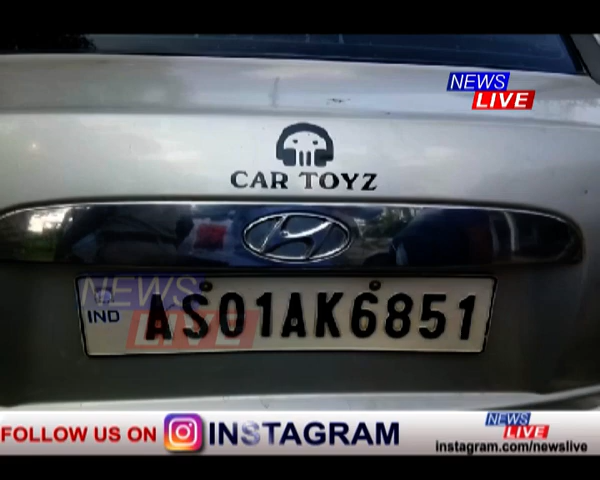 NEWS
LIVE
CAR TOYZ
NEWS
IND AS01AK6851
LIVE
FOLLOW US ON INSTAGRAM
NEWS
LIVE
instagram.com/newslive